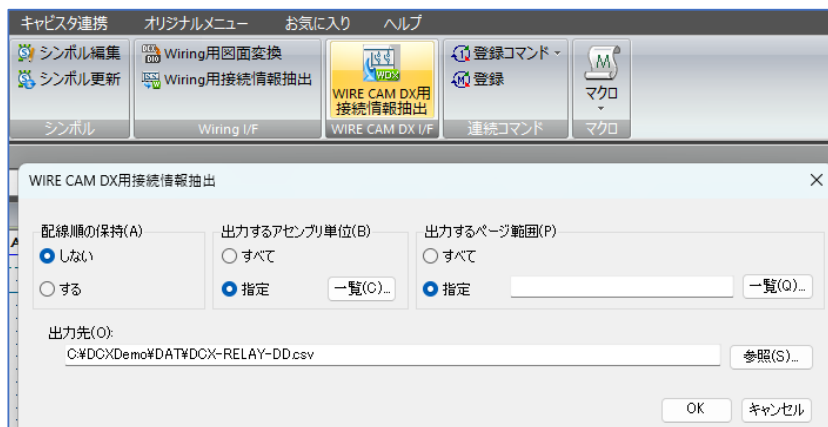 キャビスタ連携 オリジナルメニュー お気に入り ヘルプ
シンボル編集 Wiring用図面変換 登録コマンド
シンボル更新 Wiring用接続情報抽出 WIRE CAM DX用 登録 マクロ
接続情報抽出
シンボル Wiring I/F WIRE CAM DX I/F 連続コマンド マクロ
WIRE CAM DX用接続情報抽出
配線順の保持(A) 出力するアセンブリ単位(B) 出力するページ範囲(P)
しない すべて すべて
する 指定 一覧(C)... 指定 一覧(Q)...
出力先(O):
C:¥DCXDemo¥DAT¥DCX-RELAY-DD.csv 参照(S)...
OK キャンセル